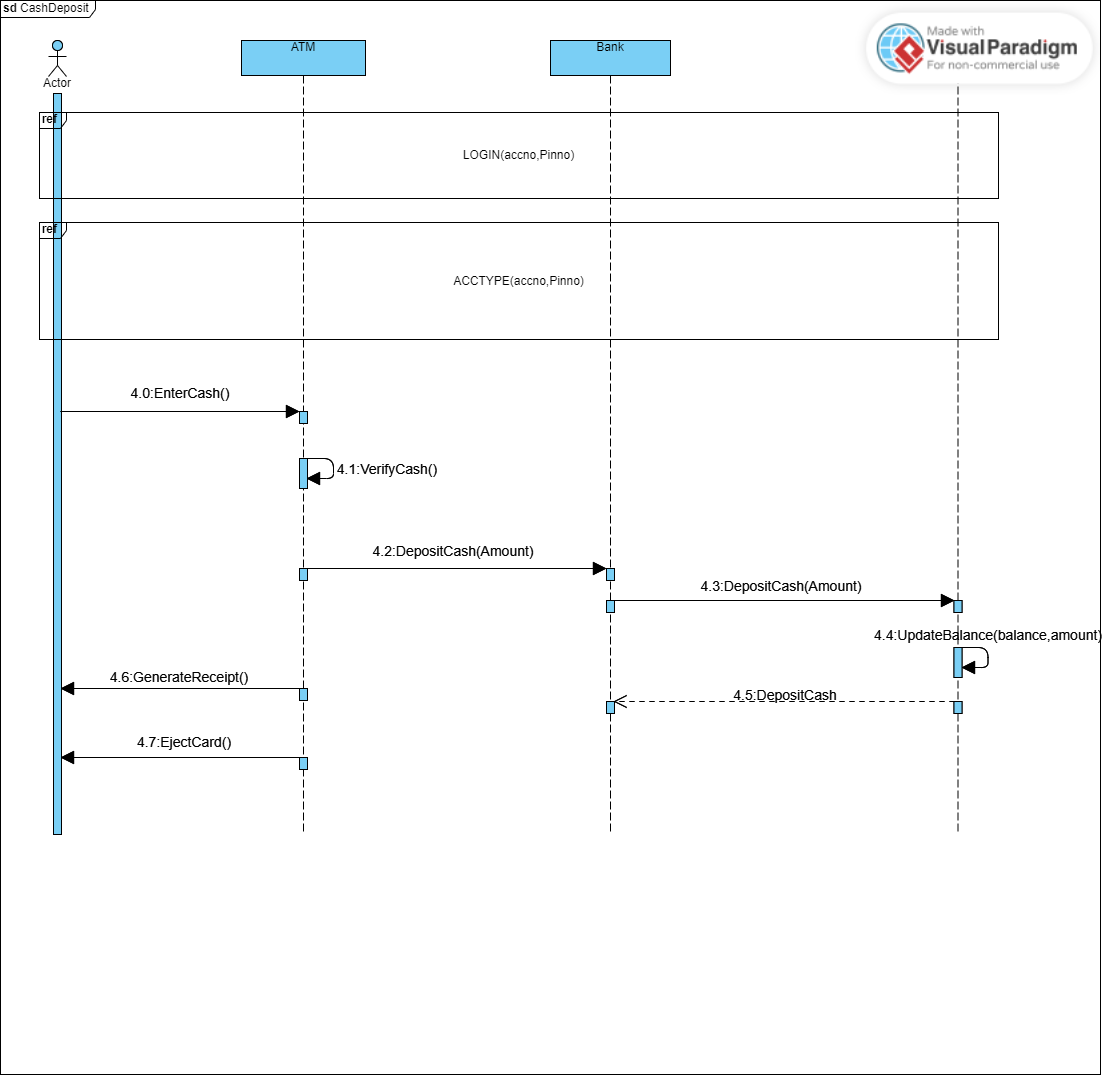 sd CashDeposit
Made with
Visual Paradigm
For non-commercial use
ATM
Bank
Actor
ref
LOGIN(accno,Pinno)
ref
ACCTYPE(accno,Pinno)
4.0:EnterCash()
4.1:VerifyCash()
4.2:DepositCash(Amount)
4.3:DepositCash(Amount)
4.4:UpdateBalance(balance,amount)
4.6:GenerateReceipt()
4.5:DepositCash
4.7:EjectCard()